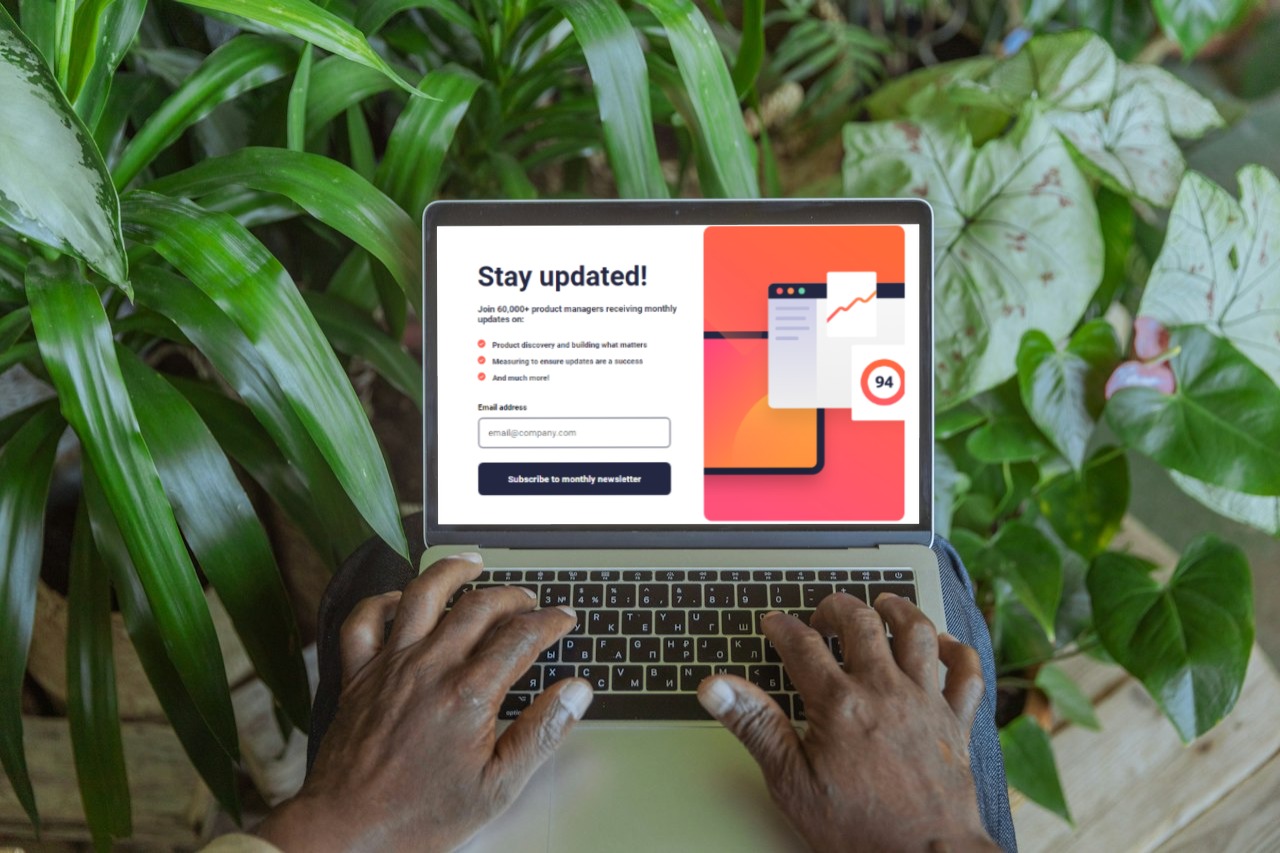 Stay updated!
Join 60,000+ product managers receiving monthly
updates on:
Product discovery and building what matters
Measuring to ensure updates are a success
And much more!
Email address
email@company.com
Subscribe to monthly newsletter
94